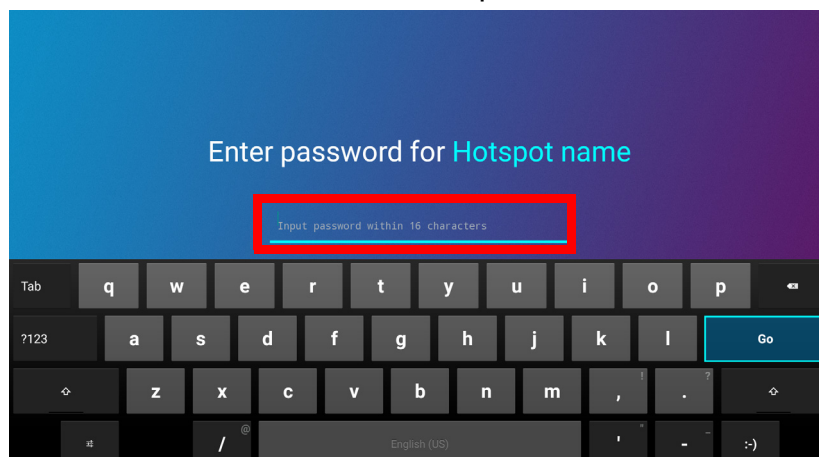 Enter password for Hotspot name
Input password within 16 characters
Tab q w e r t y u i o p
?123 a s d f g h j k l Go
z x c v b n m , ! . ?
/ @ English (US) ' " - _ :-)